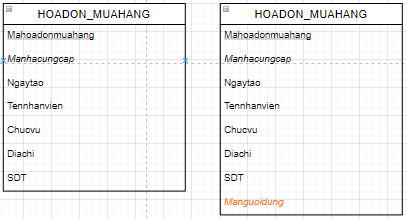 HOADON_MUAHANG
Mahoadonmuahang
Manhacungcap
Ngaytao
Tennhanvien
Chucvu
Diachi
SDT
HOADON_MUAHANG
Mahoadonmuahang
Manhacungcap
Ngaytao
Tennhanvien
Chucvu
Diachi
SDT
Manguoidung